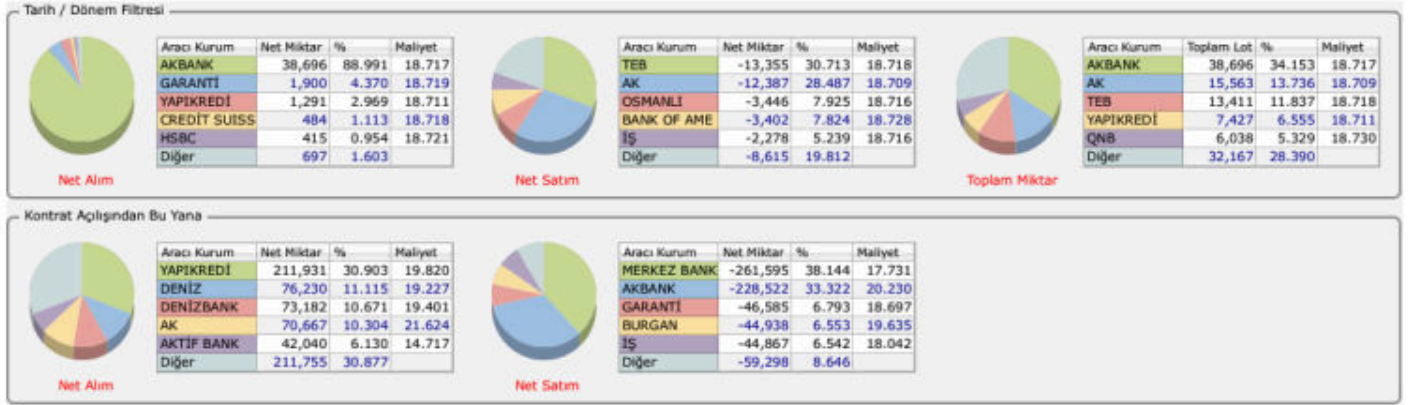 Tarih / Dönem Filtresi
Aracı Kurum Net Miktar % Maliyet
AKBANK 38,696 88.991 18.717
GARANTİ 1,900 4.370 18.719
YAPIKREDİ 1,291 2.969 18.711
CREDİT SUISS 484 1.113 18.718
HSBC 415 0.954 18.721
Diğer 697 1.603
Net Alım
Aracı Kurum Net Miktar % Maliyet
TEB -13,355 30.713 18.718
AK -12,387 28.487 18.709
OSMANLI -3,446 7.925 18.716
BANK OF AME -3,402 7.824 18.728
İŞ -2,278 5.239 18.716
Diğer -8,615 19.812
Net Satım
Aracı Kurum Toplam Lot % Maliyet
AKBANK 38,696 34.153 18.717
AK 15,563 13.736 18.709
TEB 13,411 11.837 18.718
YAPIKREDİ 7,427 6.555 18.711
QNB 6,038 5.329 18.730
Diğer 32,167 28.390
Toplam Miktar
Kontrat Açılışından Bu Yana
Aracı Kurum Net Miktar % Maliyet
YAPIKREDİ 211,931 30.903 19.820
DENİZ 76,230 11.115 19.227
DENİZBANK 73,182 10.671 19.401
AK 70,667 10.304 21.624
AKTİF BANK 42,040 6.130 14.717
Diğer 211,755 30.877
Net Alım
Aracı Kurum Net Miktar % Maliyet
MERKEZ BANK -261,595 38.144 17.731
AKBANK -228,522 33.322 20.230
GARANTİ -46,585 6.793 18.697
BURGAN -44,938 6.553 19.635
İŞ -44,867 6.542 18.042
Diğer -59,298 8.646
Net Satım